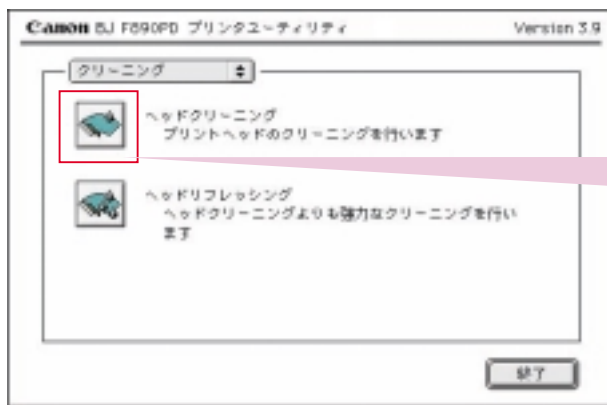 Canon BJ F890PD プリンタユーティリティ Version 3.9
クリーニング
ヘッドクリーニング
プリントヘッドのクリーニングを行います
ヘッドリフレッシング
ヘッドクリーニングよりも強力なクリーニングを行い
ます
終了